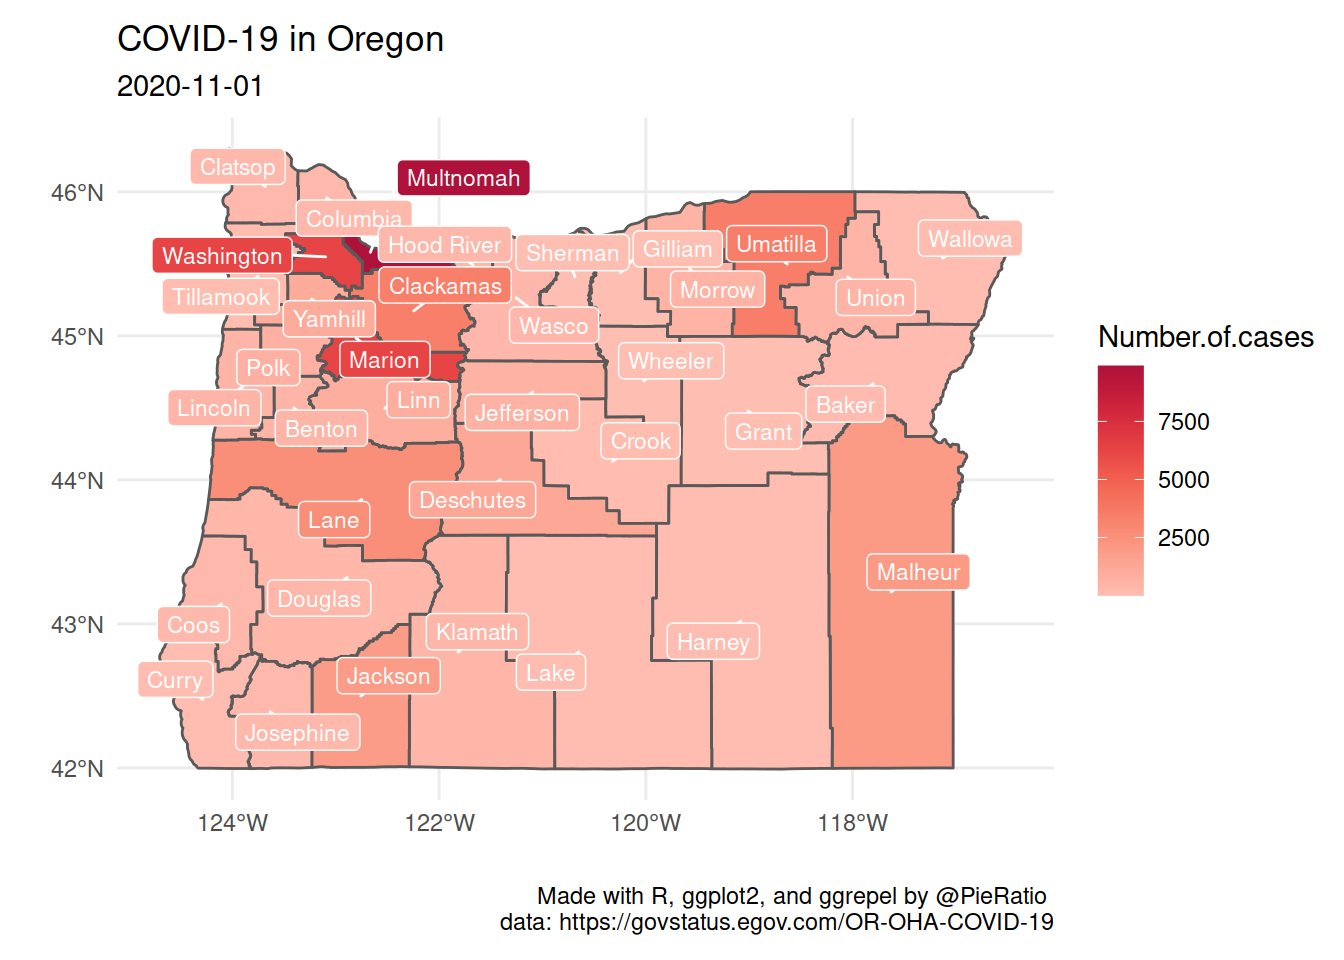 COVID-19 in Oregon
2020-11-01
Clatsop
Multnomah
46°N
Columbia
Hood River
Washington
Sherman
Gilliam
Umatilla
Wallowa
Clackamas
Tillamook
Morrow
Union
Yamhill
Wasco
45°N
Marion
Wheeler
Polk
Linn
Lincoln
Jefferson
Baker
Benton
Crook
Grant
44°N
Deschutes
Lane
Malheur
Douglas
43°N
Coos
Klamath
Harney
Curry
Jackson
Lake
Josephine
42°N
124°W
122°W
120°W
118°W
Number.of.cases
7500
5000
2500
Made with R, ggplot2, and ggrepel by @PieRatio
data: https://govstatus.egov.com/OR-OHA-COVID-19